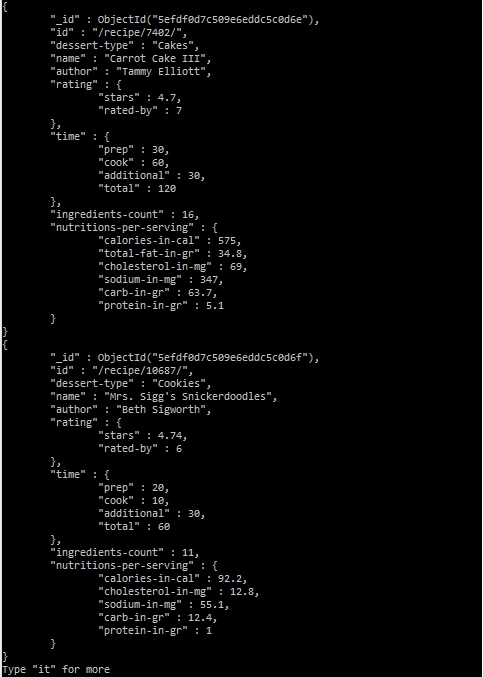 {
"_id" : ObjectId("5efdf0d7c509e6eddc5c0d6e"),
"id" : "/recipe/7402/",
"dessert-type" : "Cakes",
"name" : "Carrot Cake III",
"author" : "Tammy Elliott",
"rating" : {
"stars" : 4.7,
"rated-by" : 7
},
"time" : {
"prep" : 30,
"cook" : 60,
"additional" : 30,
"total" : 120
},
"ingredients-count" : 16,
"nutritions-per-serving" : {
"calories-in-cal" : 575,
"total-fat-in-gr" : 34.8,
"cholesterol-in-mg" : 69,
"sodium-in-mg" : 347,
"carb-in-gr" : 63.7,
"protein-in-gr" : 5.1
}
}
{
"_id" : ObjectId("5efdf0d7c509e6eddc5c0d6f"),
"id" : "/recipe/10687/",
"dessert-type" : "Cookies",
"name" : "Mrs. Sigg's Snickerdoodles",
"author" : "Beth Sigworth",
"rating" : {
"stars" : 4.74,
"rated-by" : 6
},
"time" : {
"prep" : 20,
"cook" : 10,
"additional" : 30,
"total" : 60
},
"ingredients-count" : 11,
"nutritions-per-serving" : {
"calories-in-cal" : 92.2,
"cholesterol-in-mg" : 12.8,
"sodium-in-mg" : 55.1,
"carb-in-gr" : 12.4,
"protein-in-gr" : 1
}
}
Type "it" for more